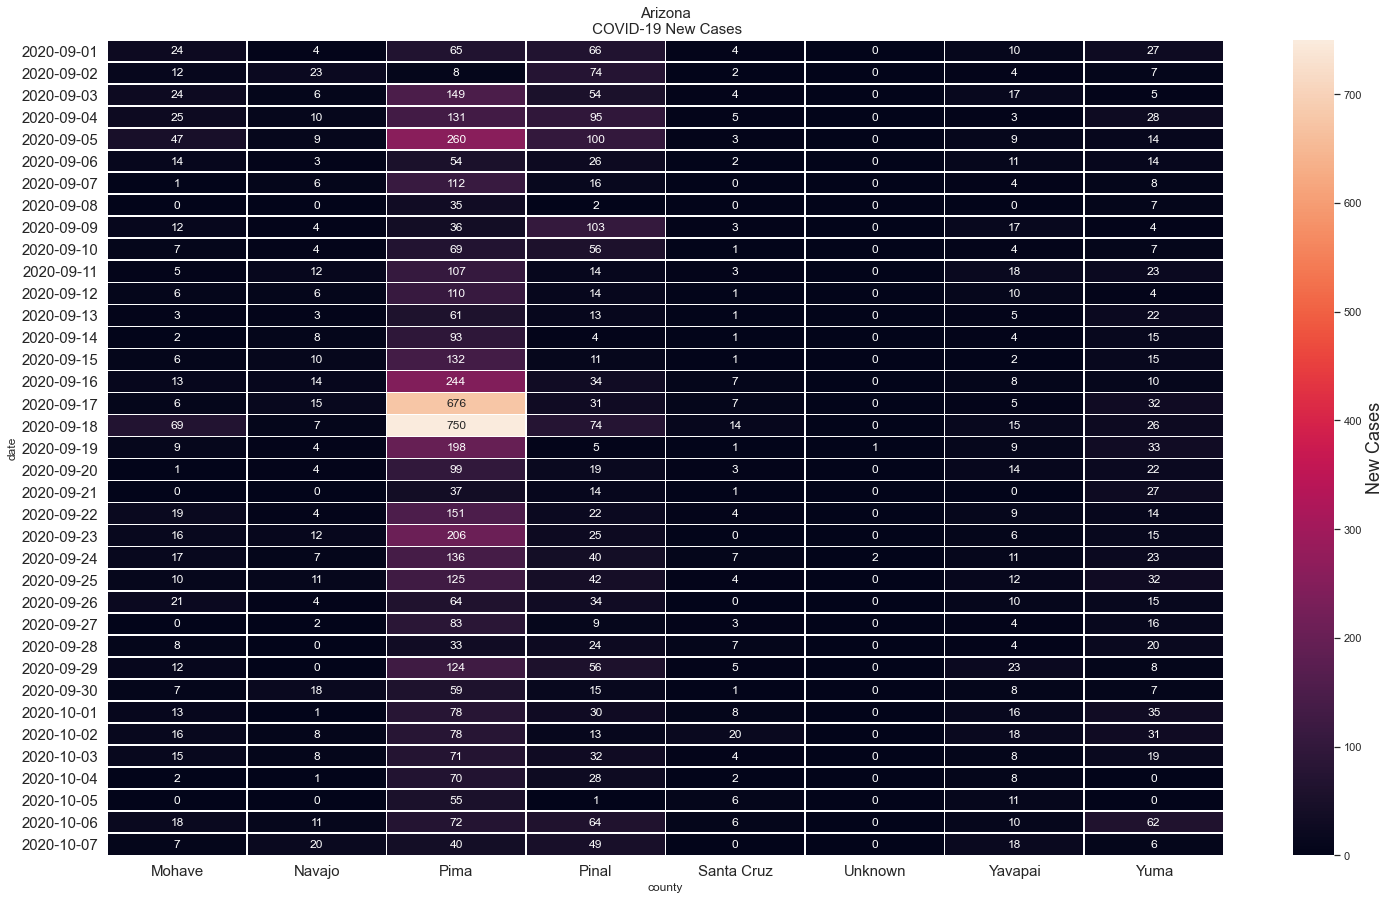 Arizona
COVID-19 New Cases
2020-09-01 24 4 65 66 4 0 10 27
2020-09-02 12 23 8 74 2 0 4 7
2020-09-03 24 6 149 54 4 0 17 5
2020-09-04 25 10 131 95 5 0 3 28
2020-09-05 47 9 260 100 3 0 9 14
2020-09-06 14 3 54 26 2 0 11 14
2020-09-07 1 6 112 16 0 0 4 8
2020-09-08 0 0 35 2 0 0 0 7
2020-09-09 12 4 36 103 3 0 17 4
2020-09-10 7 4 69 56 1 0 4 7
2020-09-11 5 12 107 14 3 0 18 23
2020-09-12 6 6 110 14 1 0 10 4
2020-09-13 3 3 61 13 1 0 5 22
2020-09-14 2 8 93 4 1 0 4 15
2020-09-15 6 10 132 11 1 0 2 15
2020-09-16 13 14 244 34 7 0 8 10
2020-09-17 6 15 676 31 7 0 5 32
2020-09-18 69 7 750 74 14 0 15 26
2020-09-19 9 4 198 5 1 1 9 33
2020-09-20 1 4 99 19 3 0 14 22
2020-09-21 0 0 37 14 1 0 0 27
2020-09-22 19 4 151 22 4 0 9 14
2020-09-23 16 12 206 25 0 0 6 15
2020-09-24 17 7 136 40 7 2 11 23
2020-09-25 10 11 125 42 4 0 12 32
2020-09-26 21 4 64 34 0 0 10 15
2020-09-27 0 2 83 9 3 0 4 16
2020-09-28 8 0 33 24 7 0 4 20
2020-09-29 12 0 124 56 5 0 23 8
2020-09-30 7 18 59 15 1 0 8 7
2020-10-01 13 1 78 30 8 0 16 35
2020-10-02 16 8 78 13 20 0 18 31
2020-10-03 15 8 71 32 4 0 8 19
2020-10-04 2 1 70 28 2 0 8 0
2020-10-05 0 0 55 1 6 0 11 0
2020-10-06 18 11 72 64 6 0 10 62
2020-10-07 7 20 40 49 0 0 18 6
Mohave Navajo Pima Pinal Santa Cruz Unknown Yavapai Yuma
county
date
700
600
500
400
300
200
100
0
New Cases